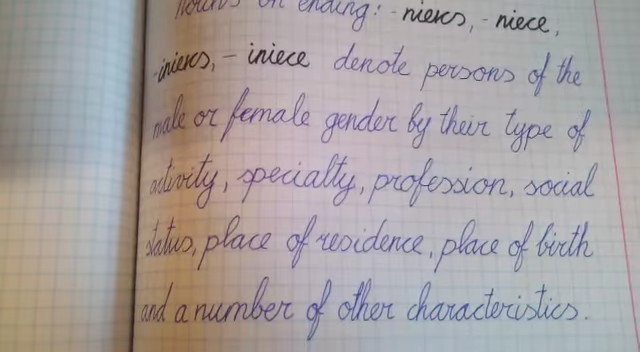 nouns on ending: -nieks, -niece,
-inieks, - iniece denote persons of the
male or female gender by their type of
activity, specialty, profession, social
status, place of residence, place of birth
and a number of other characteristics.